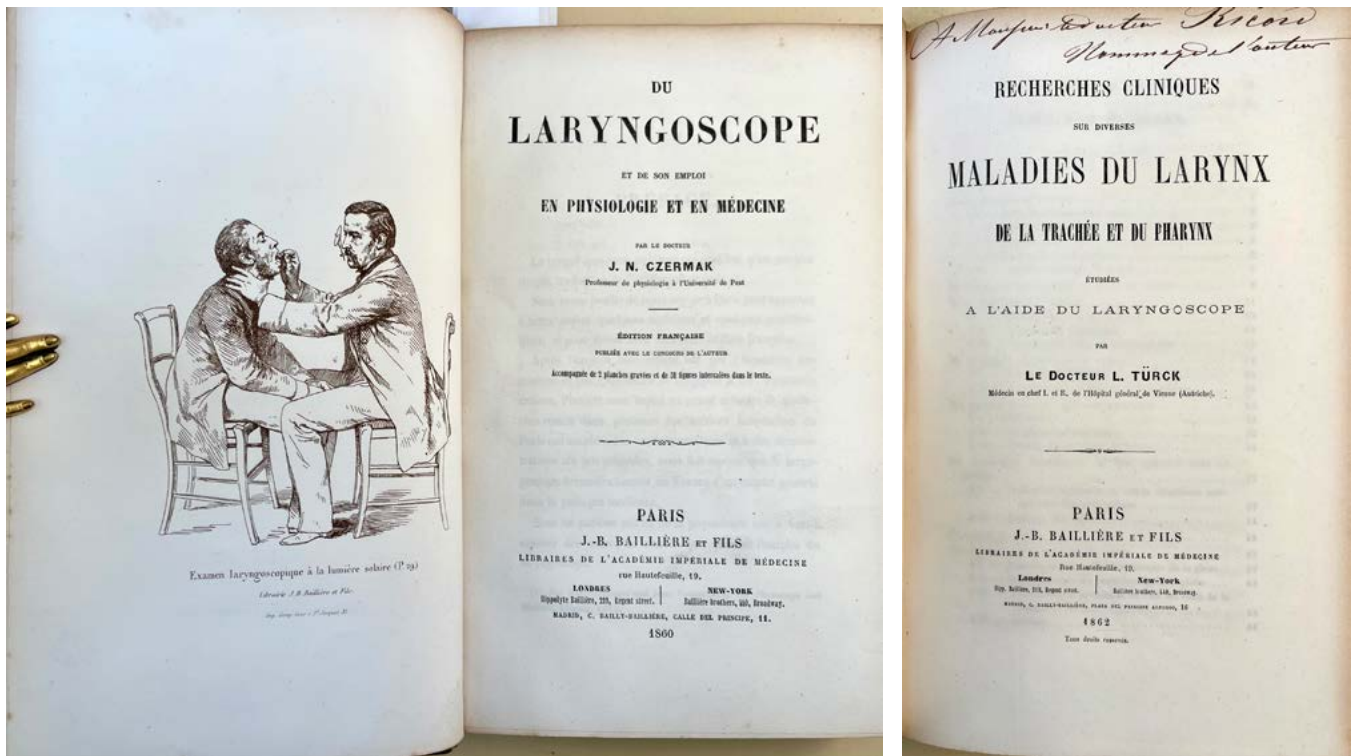 Examen laryngoscopique à la lumière solaire (P. 19)
Librairie J. B. Baillière et Fils.
DU
LARYNGOSCOPE
ET DE SON EMPLOI
EN PHYSIOLOGIE ET EN MÉDECINE
PAR LE DOCTEUR
J. N. CZERMAK
Professeur de physiologie à l'Université de Pest
ÉDITION FRANÇAISE
PUBLIÉE AVEC LE CONCOURS DE L'AUTEUR
Accompagnée de 2 planches gravées et de 31 figures intercalées dans le texte.
PARIS
J.-B. BAILLIÈRE ET FILS
LIBRAIRES DE L'ACADÉMIE IMPÉRIALE DE MÉDECINE
rue Hautefeuille, 19.
LONDRES
Hippolyte Baillière, 219, Regent street.
NEW-YORK
Baillière brothers, 440, Broadway.
MADRID, C. BAILLY-BAILLIÈRE, CALLE DEL PRINCIPE, 11.
1860
A Monsieur le docteur Ricord
Hommage de l'auteur
RECHERCHES CLINIQUES
SUR DIVERSES
MALADIES DU LARYNX
DE LA TRACHÉE ET DU PHARYNX
ÉTUDIÉES
A L'AIDE DU LARYNGOSCOPE
PAR
LE DOCTEUR L. TÜRCK
Médecin en chef I. et R. de l'Hôpital général de Vienne (Autriche).
PARIS
J.-B. BAILLIÈRE ET FILS
LIBRAIRES DE L'ACADÉMIE IMPÉRIALE DE MÉDECINE
Rue Hautefeuille, 19.
Londres
Hipp. Baillière, 219, Regent street.
New-York
Baillière brothers, 440, Broadway.
MADRID, C. BAILLY-BAILLIÈRE, PLAZA DEL PRINCIPE ALFONSO, 16
1862
Tous droits réservés.